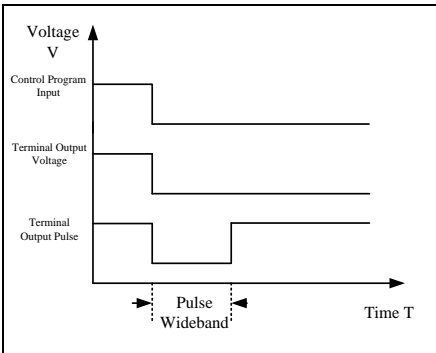 Voltage
V
Control Program
Input
Terminal Output
Voltage
Terminal
Output Pulse
Pulse
Wideband
Time T